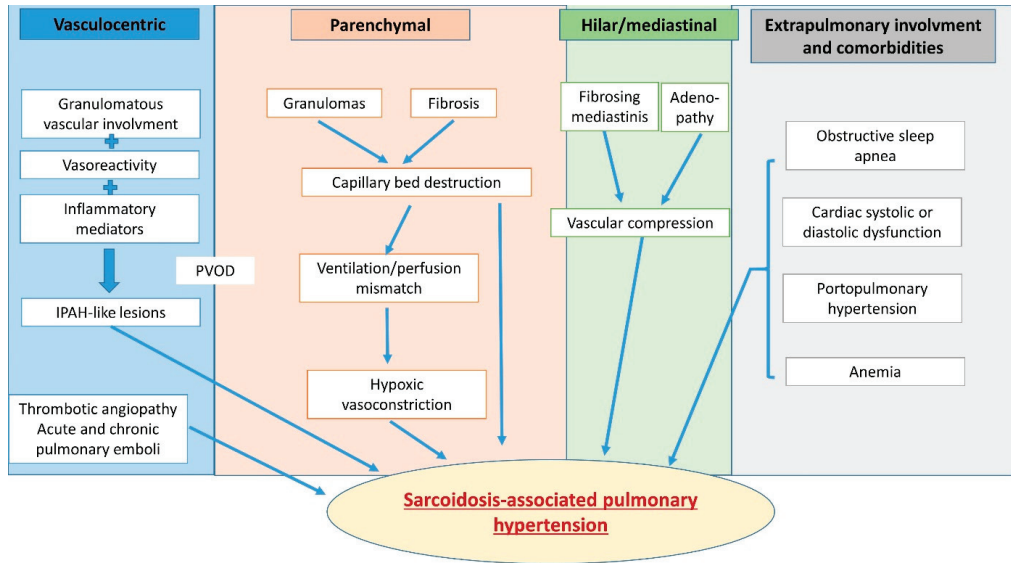 Vasculocentric
Granulomatous
vascular involvment
Vasoreactivity
Inflammatory
mediators
PVOD
IPAH-like lesions
Thrombotic angiopathy
Acute and chronic
pulmonary emboli
Parenchymal
Granulomas
Fibrosis
Capillary bed destruction
Ventilation/perfusion
mismatch
Hypoxic
vasoconstriction
Hilar/mediastinal
Fibrosing
mediastinis
Adeno-
pathy
Vascular compression
Extrapulmonary involvment
and comorbidities
Obstructive sleep
apnea
Cardiac systolic or
diastolic dysfunction
Portopulmonary
hypertension
Anemia
Sarcoidosis-associated pulmonary
hypertension